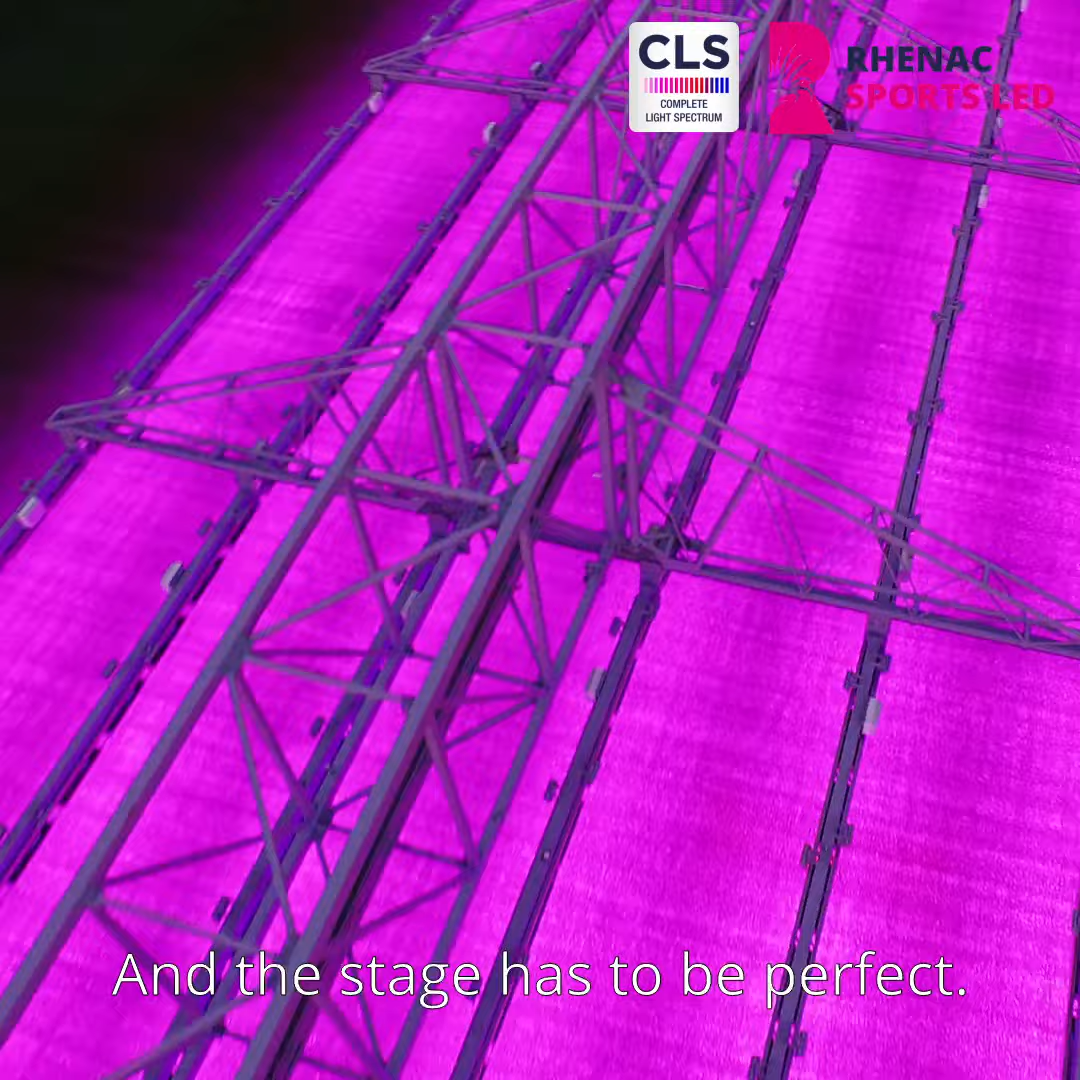 CLS
COMPLETE
LIGHT SPECTRUM
RHENAC
SPORTS LED
And the stage has to be perfect.